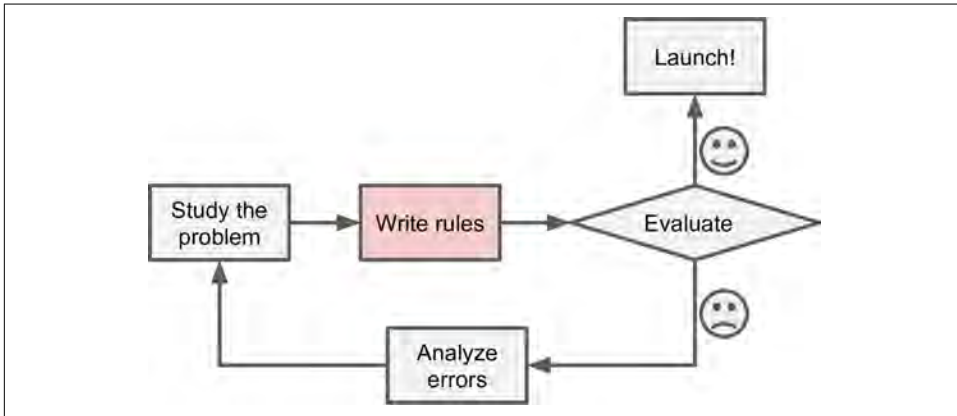 Launch!
Study the
problem
Write rules
Evaluate
Analyze
errors